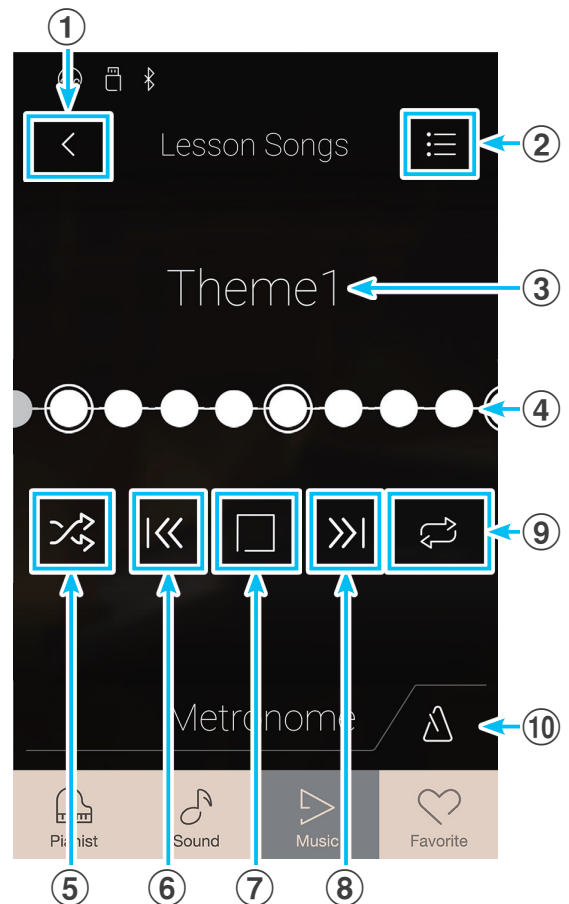 ①
Lesson Songs
②
Theme1
③
④
⑨
Metronome
⑩
Pianist
Sound
Music
Favorite
⑤
⑥
⑦
⑧